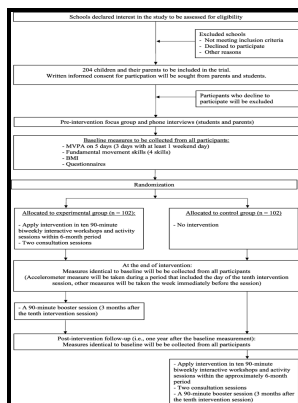 Schools declared interest in the study to be assessed for eligibility
Excluded schools
- Not meeting inclusion criteria
- Declined to participate
- Other reasons
204 children and their parents to be included in the trial.
Written informed consent for participation will be sought from parents and students.
Participants who decline to
participate will be excluded
Pre-intervention focus group and phone interviews (students and parents)
Baseline measures to be collected from all participants:
- MVPA on 5 days (3 days with at least 1 weekend day)
- Fundamental movement skills (4 skills)
- BMI
- Questionnaires
Randomization
Allocated to experimental group (n = 102)
- Apply intervention in ten 90-minute
biweekly interactive workshops and activity
sessions within 6-month period
- Two consultation sessions
Allocated to control group (n = 102)
- No intervention
At the end of intervention:
Measures identical to baseline will be collected from all participants
(Accelerometer measure will be taken during a period that included the day of the tenth intervention
session, other measures will be taken the week immediately before the session)
- A 90-minute booster session (3 months after
the tenth intervention session)
Post-intervention follow-up (i.e., one year after the baseline measurement):
Measures identical to baseline will be collected from all participants
- Apply intervention in ten 90-minute
biweekly interactive workshops and activity
sessions within the approximately 6-month
period
- Two consultation sessions
- A 90-minute booster session (3 months after
the tenth intervention session)